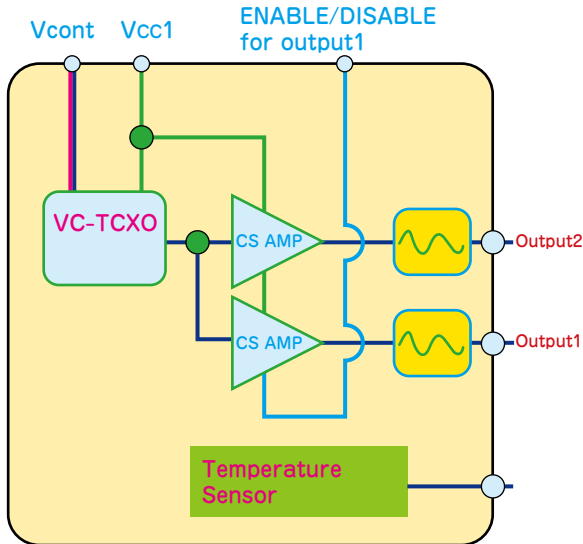 Vcont
Vcc1
ENABLE/DISABLE
for output1
VC-TCXO
CS AMP
Output2
CS AMP
Output1
Temperature
Sensor